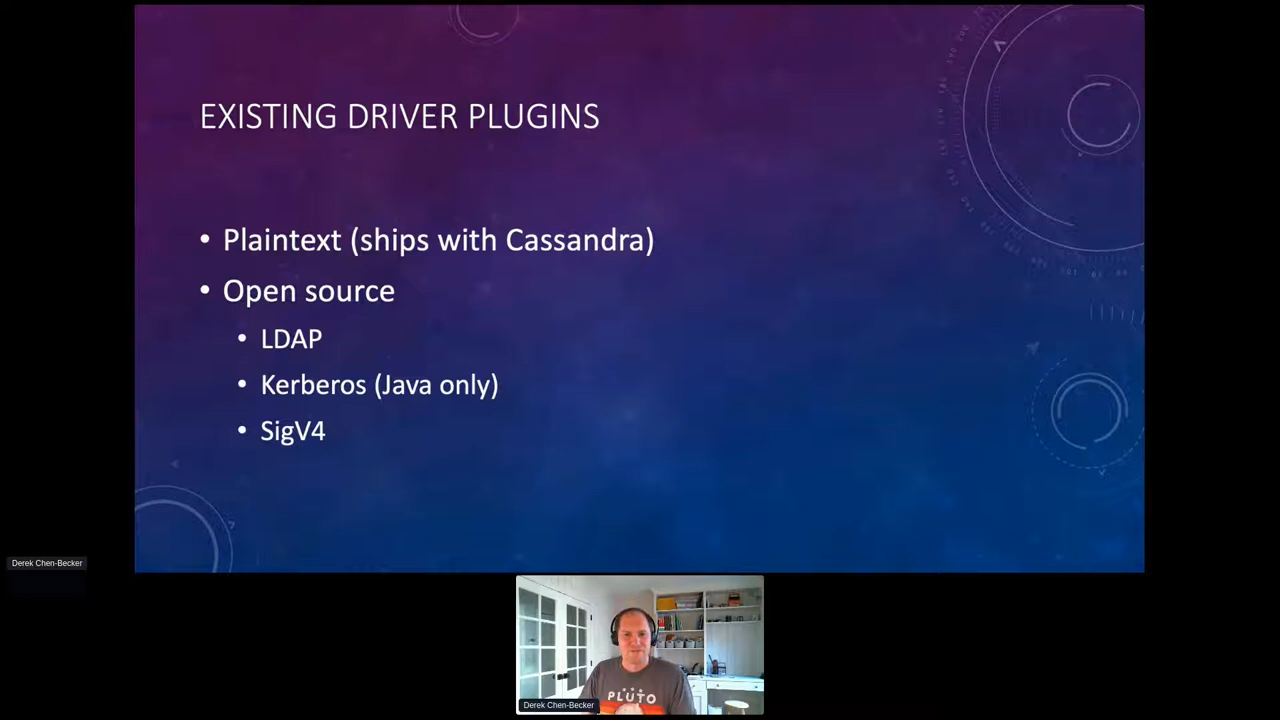 EXISTING DRIVER PLUGINS
• Plaintext (ships with Cassandra)
• Open source
• LDAP
• Kerberos (Java only)
• SigV4
Derek Chen-Becker
PLUTO
Derek Chen-Becker